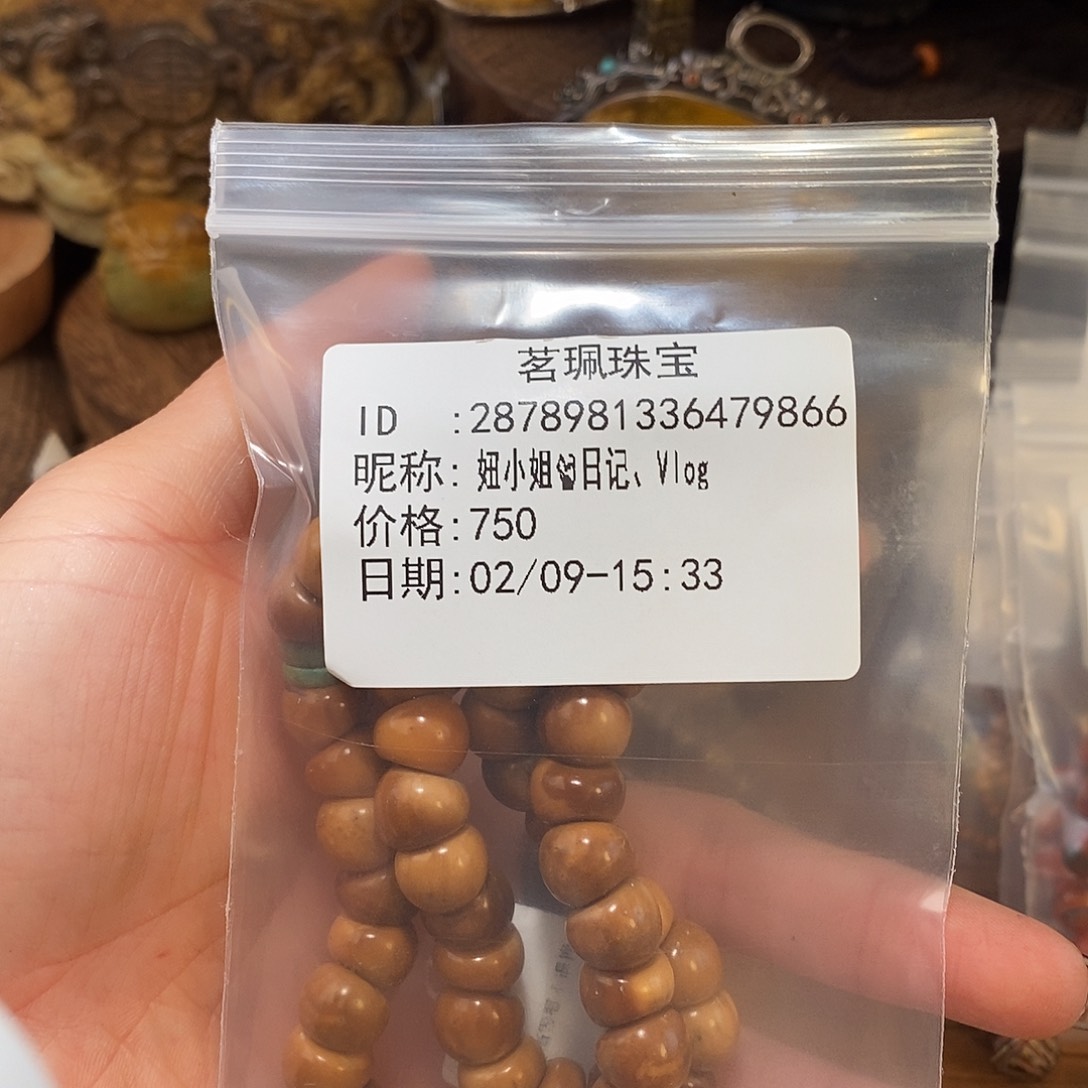 茗珮珠宝
ID :2878981336479866
昵称: 妞小姐日记、Vlog
价格:750
日期:02/09-15:33